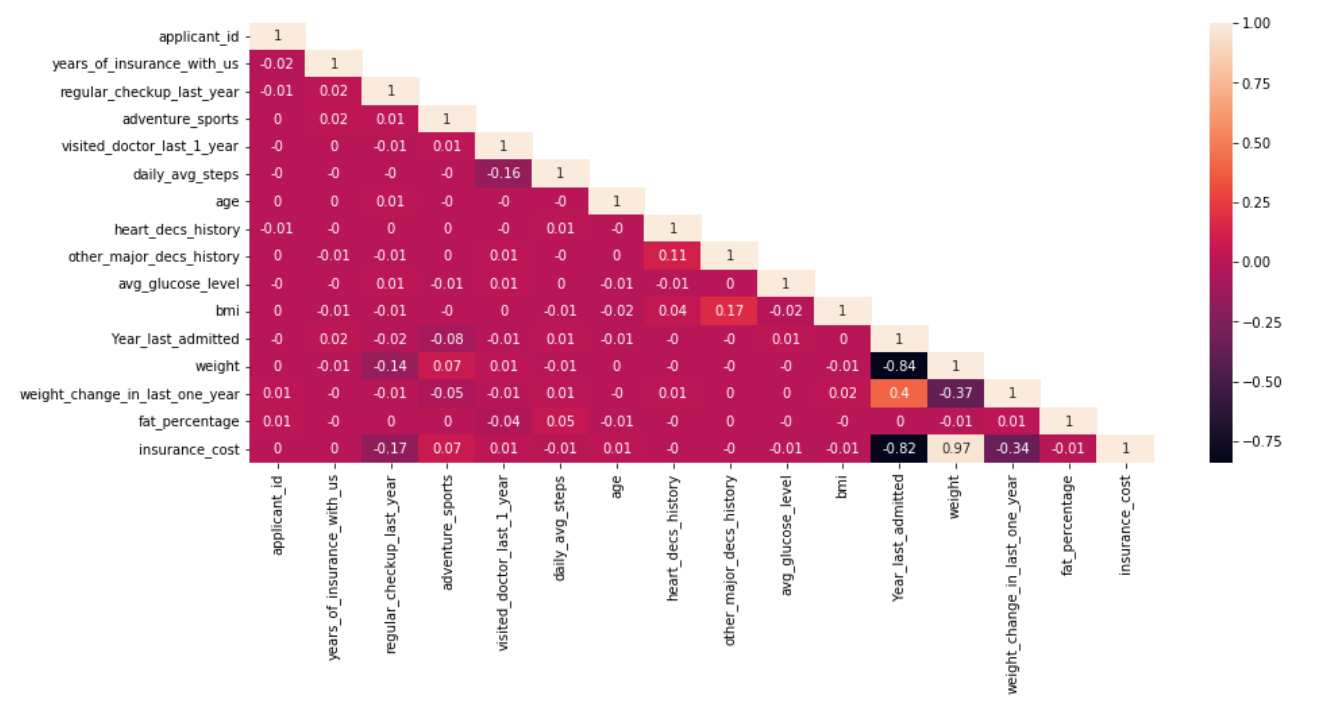 applicant_id 1 1.00
years_of_insurance_with_us -0.02 1
regular_checkup_last_year -0.01 0.02 1 0.75
adventure_sports 0 0.02 0.01 1
visited_doctor_last_1_year -0 0 -0.01 0.01 1 0.50
daily_avg_steps -0 -0 -0 -0 -0.16 1
age 0 0 0.01 -0 -0 -0 1 0.25
heart_decs_history -0.01 -0 0 0 -0 0.01 -0 1
other_major_decs_history 0 -0.01 -0.01 0 0.01 -0 0 0.11 1 0.00
avg_glucose_level -0 -0 0.01 -0.01 0.01 0 -0.01 -0.01 0 1
bmi 0 -0.01 -0.01 -0 0 -0.01 -0.02 0.04 0.17 -0.02 1 −0.25
Year_last_admitted -0 0.02 -0.02 -0.08 -0.01 0.01 -0.01 -0 -0 0.01 0 1
weight 0 -0.01 -0.14 0.07 0.01 -0.01 0 -0 -0 -0 -0.01 -0.84 1
weight_change_in_last_one_year 0.01 -0 -0.01 -0.05 -0.01 0.01 -0 0.01 0 0 0.02 0.4 -0.37 1 −0.50
fat_percentage 0.01 -0 0 0 -0.04 0.05 -0.01 -0 0 -0 -0 0 -0.01 0.01 1
insurance_cost 0 0 -0.17 0.07 0.01 -0.01 0.01 -0 -0 -0.01 -0.01 -0.82 0.97 -0.34 -0.01 1 −0.75
applicant_id
years_of_insurance_with_us
regular_checkup_last_year
adventure_sports
visited_doctor_last_1_year
daily_avg_steps
age
heart_decs_history
other_major_decs_history
avg_glucose_level
bmi
Year_last_admitted
weight
weight_change_in_last_one_year
fat_percentage
insurance_cost